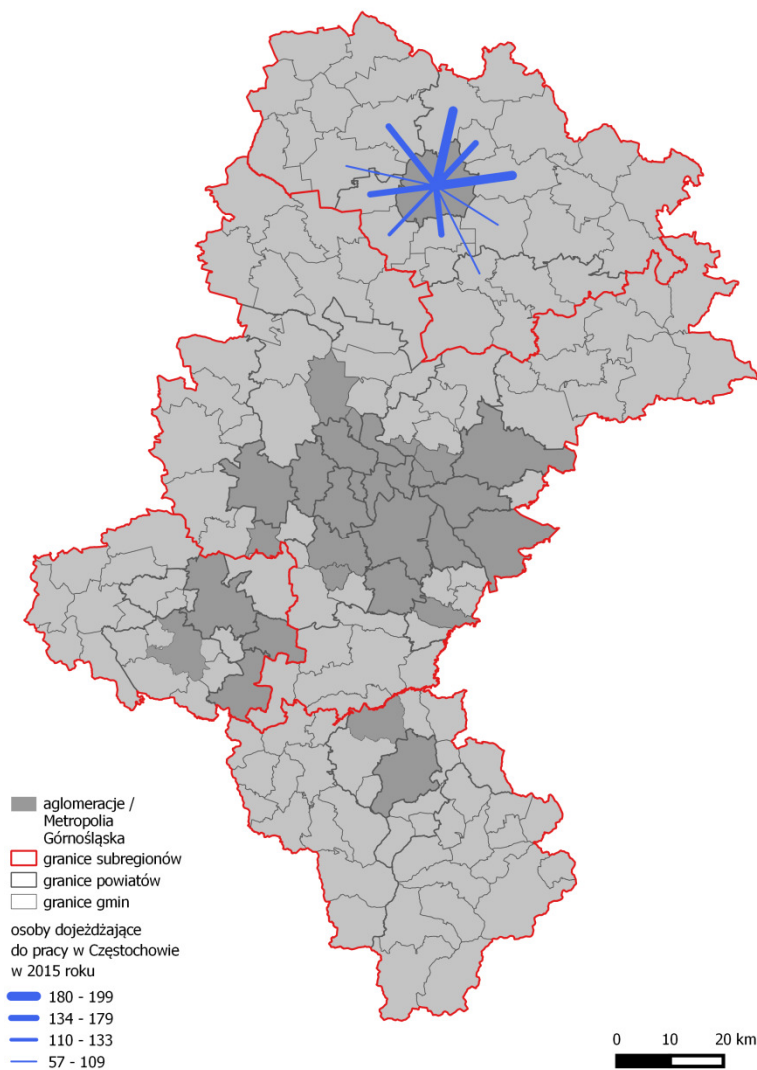 aglomeracje /
Metropolia
Górnośląska
granice subregionów
granice powiatów
granice gmin
osoby dojeżdżające
do pracy w Częstochowie
w 2015 roku
180 - 199
134 - 179
110 - 133
57 - 109
0 10 20 km